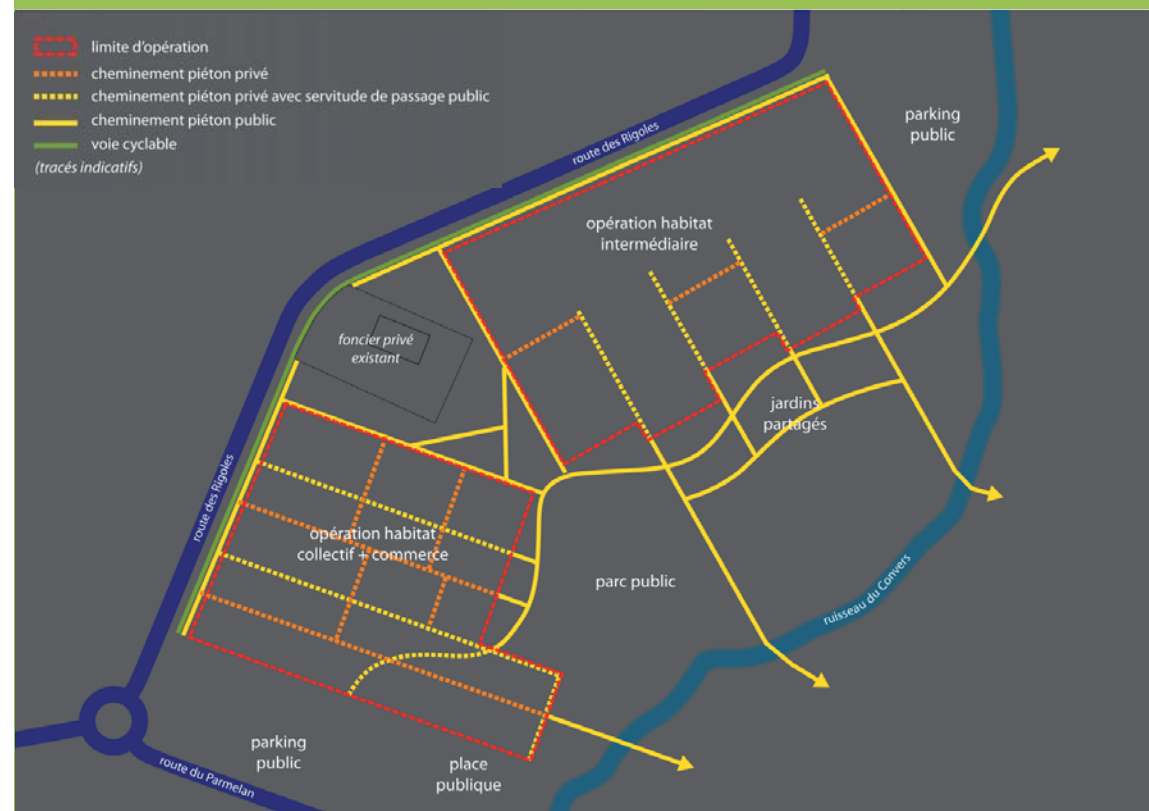 limite d'opération
cheminement piéton privé
cheminement piéton privé avec servitude de passage public
cheminement piéton public
voie cyclable
(tracés indicatifs)
route des Rigoles
parking
public
opération habitat
intermédiaire
foncier privé
existant
jardins
partagés
route des Rigoles
opération habitat
collectif + commerce
parc public
ruisseau du Convers
parking
public
place
publique
route du Parmelan